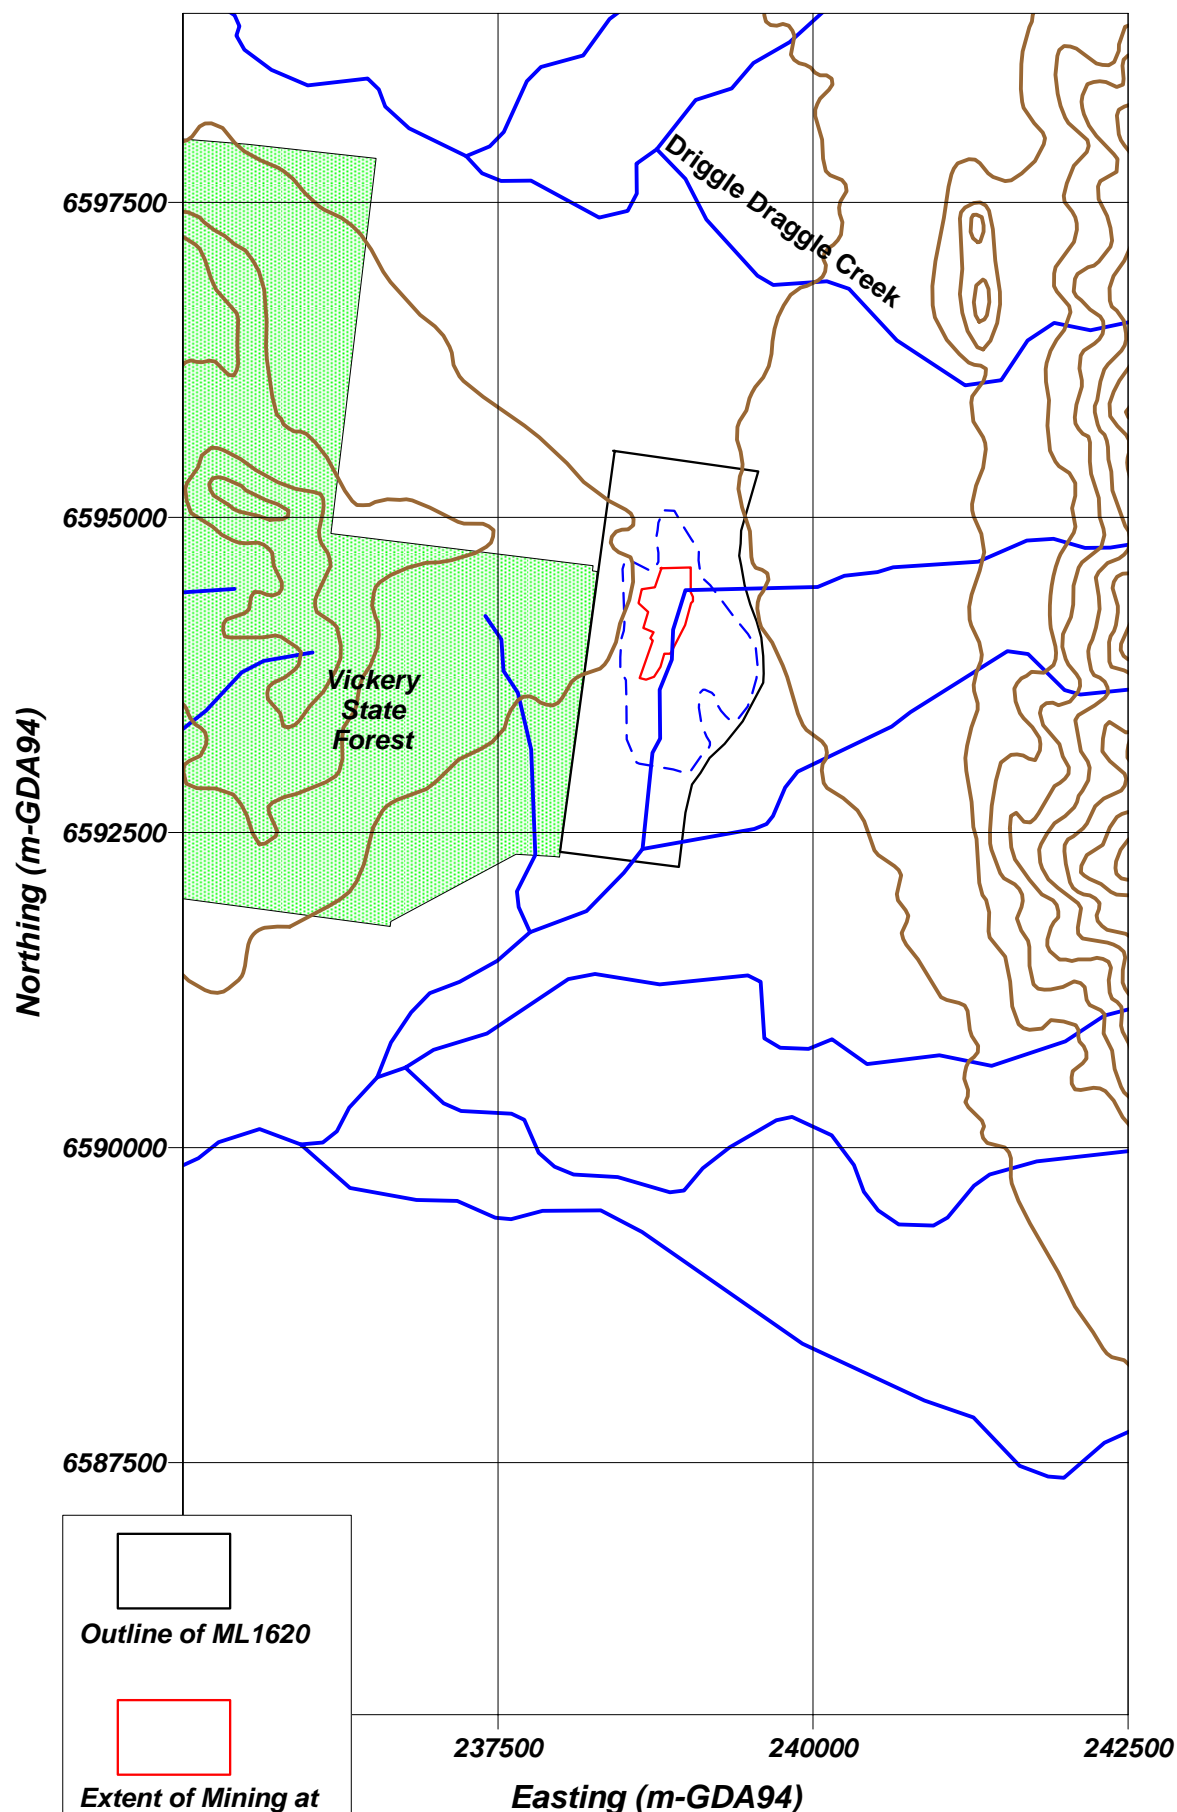 Driggle Draggle Creek
6597500
6595000
Vickery
State
Forest
Northing (m-GDA94)
6592500
6590000
6587500
Outline of ML1620
237500
240000
242500
Extent of Mining at
Easting (m-GDA94)